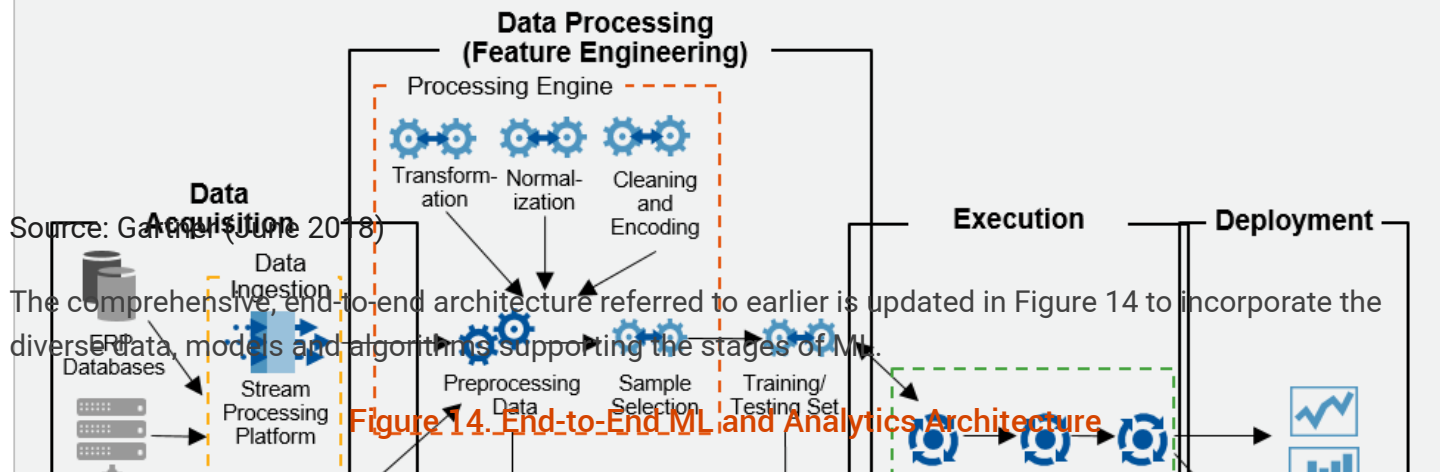 Data Processing
(Feature Engineering)
Processing Engine
Transform-
ation
Normal-
ization
Cleaning
and
Encoding
Data
Acquisition
Source: Gartner (June 2018)
Execution
Deployment
Data
Ingestion
The comprehensive, end-to-end architecture referred to earlier is updated in Figure 14 to incorporate the
diverse data, models and algorithms supporting the stages of ML.
ERP
Databases
Stream
Processing
Platform
Preprocessing
Data
Sample
Selection
Training/
Testing Set
Figure 14. End-to-End ML and Analytics Architecture